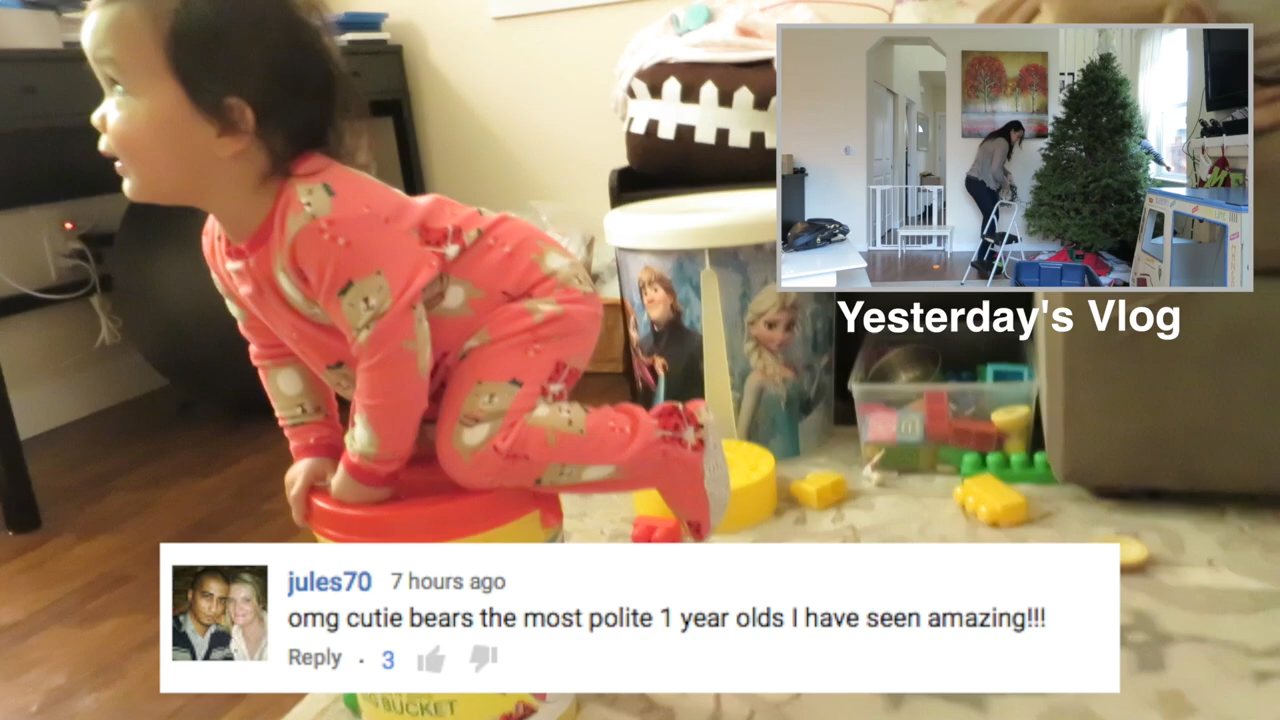 Yesterday's Vlog
jules70 7 hours ago
omg cutie bears the most polite 1 year olds I have seen amazing!!!
Reply . 3
BUCKET